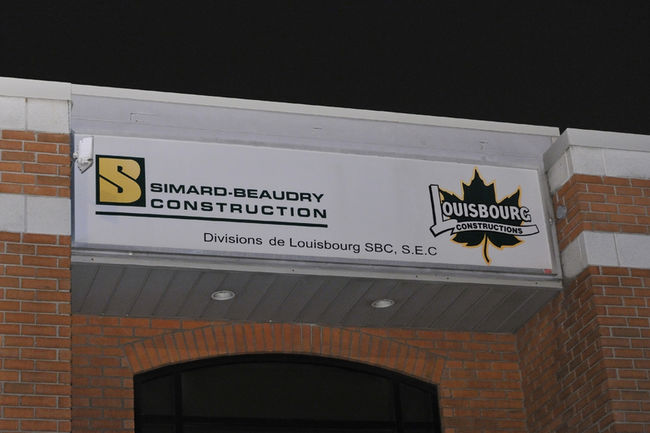 S
SIMARD-BEAUDRY
CONSTRUCTION
LOUISBOURG
CONSTRUCTIONS
Divisions de Louisbourg SBC, S.E.C